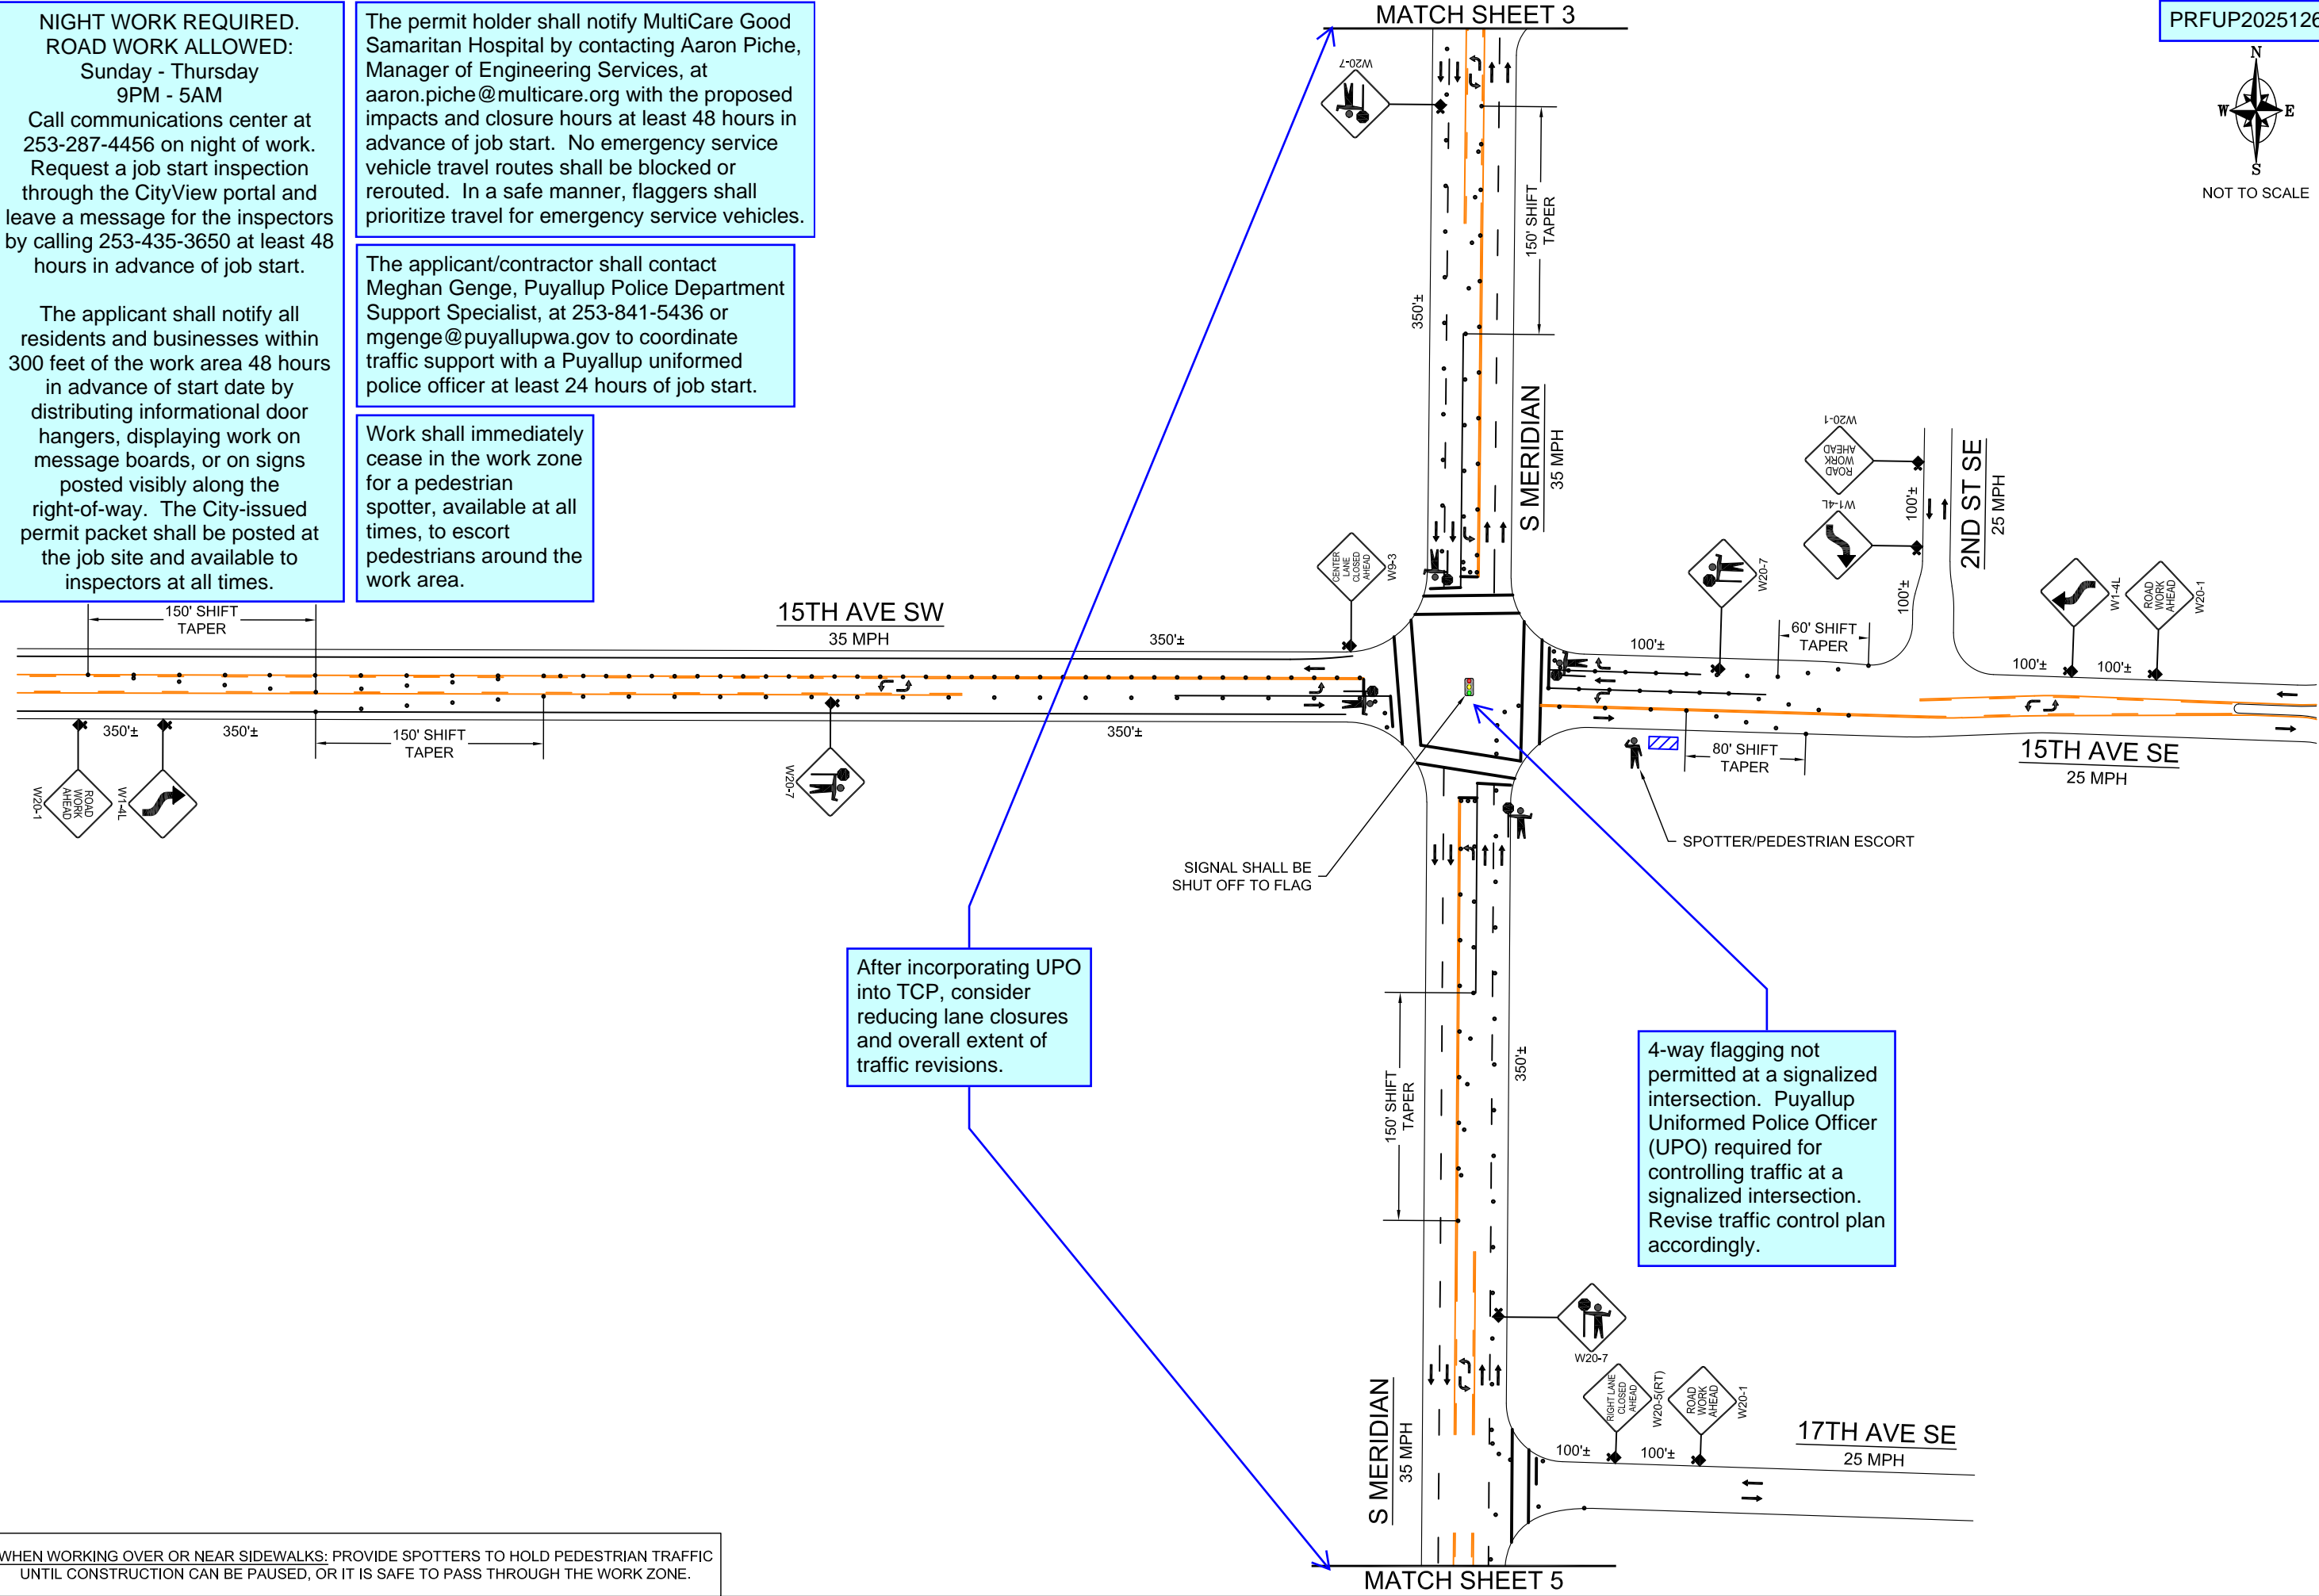 NIGHT WORK REQUIRED.
ROAD WORK ALLOWED:
Sunday - Thursday
9PM - 5AM
Call communications center at
253-287-4456 on night of work.
Request a job start inspection
through the CityView portal and
leave a message for the inspectors
by calling 253-435-3650 at least 48
hours in advance of job start.
The applicant shall notify all
residents and businesses within
300 feet of the work area 48 hours
in advance of start date by
distributing informational door
hangers, displaying work on
message boards, or on signs
posted visibly along the
right-of-way. The City-issued
permit packet shall be posted at
the job site and available to
inspectors at all times.
The permit holder shall notify MultiCare Good
Samaritan Hospital by contacting Aaron Piche,
Manager of Engineering Services, at
aaron.piche@multicare.org with the proposed
impacts and closure hours at least 48 hours in
advance of job start. No emergency service
vehicle travel routes shall be blocked or
rerouted. In a safe manner, flaggers shall
prioritize travel for emergency service vehicles.
The applicant/contractor shall contact
Meghan Genge, Puyallup Police Department
Support Specialist, at 253-841-5436 or
mgenge@puyallupwa.gov to coordinate
traffic support with a Puyallup uniformed
police officer at least 24 hours of job start.
Work shall immediately
cease in the work zone
for a pedestrian
spotter, available at all
times, to escort
pedestrians around the
work area.
MATCH SHEET 3
PRFUP2025126
N
W
E
S
NOT TO SCALE
W20-7
150' SHIFT
TAPER
350'±
S MERIDIAN
35 MPH
W20-1
ROAD
WORK
AHEAD
100'±
W1-4L
100'±
2ND ST SE
25 MPH
CENTER
LANE
CLOSED
AHEAD
W9-3
W20-7
W1-4L
ROAD
WORK
AHEAD
W20-1
150' SHIFT
TAPER
15TH AVE SW
35 MPH
350'±
100'±
60' SHIFT
TAPER
100'±
100'±
350'±
350'±
150' SHIFT
TAPER
350'±
80' SHIFT
TAPER
15TH AVE SE
25 MPH
W20-1
ROAD
WORK
AHEAD
W1-4L
W20-7
SPOTTER/PEDESTRIAN ESCORT
SIGNAL SHALL BE
SHUT OFF TO FLAG
After incorporating UPO
into TCP, consider
reducing lane closures
and overall extent of
traffic revisions.
4-way flagging not
permitted at a signalized
intersection. Puyallup
Uniformed Police Officer
(UPO) required for
controlling traffic at a
signalized intersection.
Revise traffic control plan
accordingly.
150' SHIFT
TAPER
350'±
W20-7
S MERIDIAN
35 MPH
RIGHT LANE
CLOSED
AHEAD
W20-5(RT)
ROAD
WORK
AHEAD
W20-1
100'±
100'±
17TH AVE SE
25 MPH
WHEN WORKING OVER OR NEAR SIDEWALKS: PROVIDE SPOTTERS TO HOLD PEDESTRIAN TRAFFIC
UNTIL CONSTRUCTION CAN BE PAUSED, OR IT IS SAFE TO PASS THROUGH THE WORK ZONE.
MATCH SHEET 5